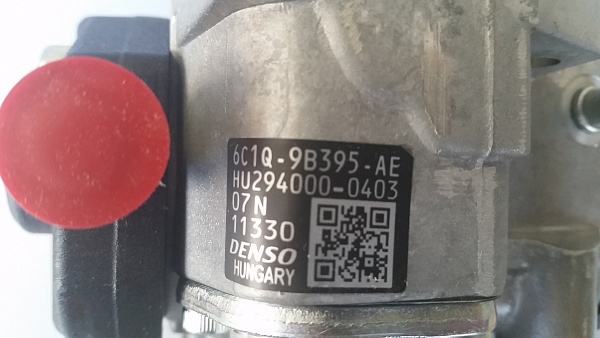 6C1Q-9B395-AE
HU294000-0403
07N
11330
DENSO
HUNGARY